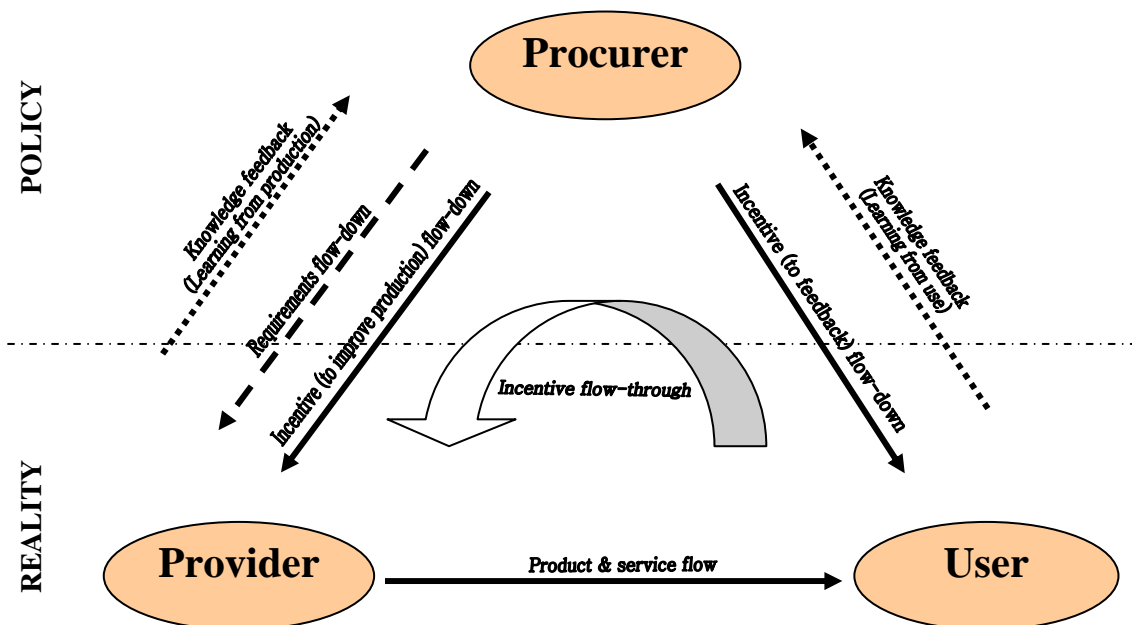 Procurer
POLICY
Knowledge feedback
(Learning from production)
Requirements flow-down
Incentive (to improve production) flow-down
Incentive (to feedback) flow-down
Knowledge feedback
(Learning from use)
Incentive flow-through
REALITY
Provider
Product & service flow
User